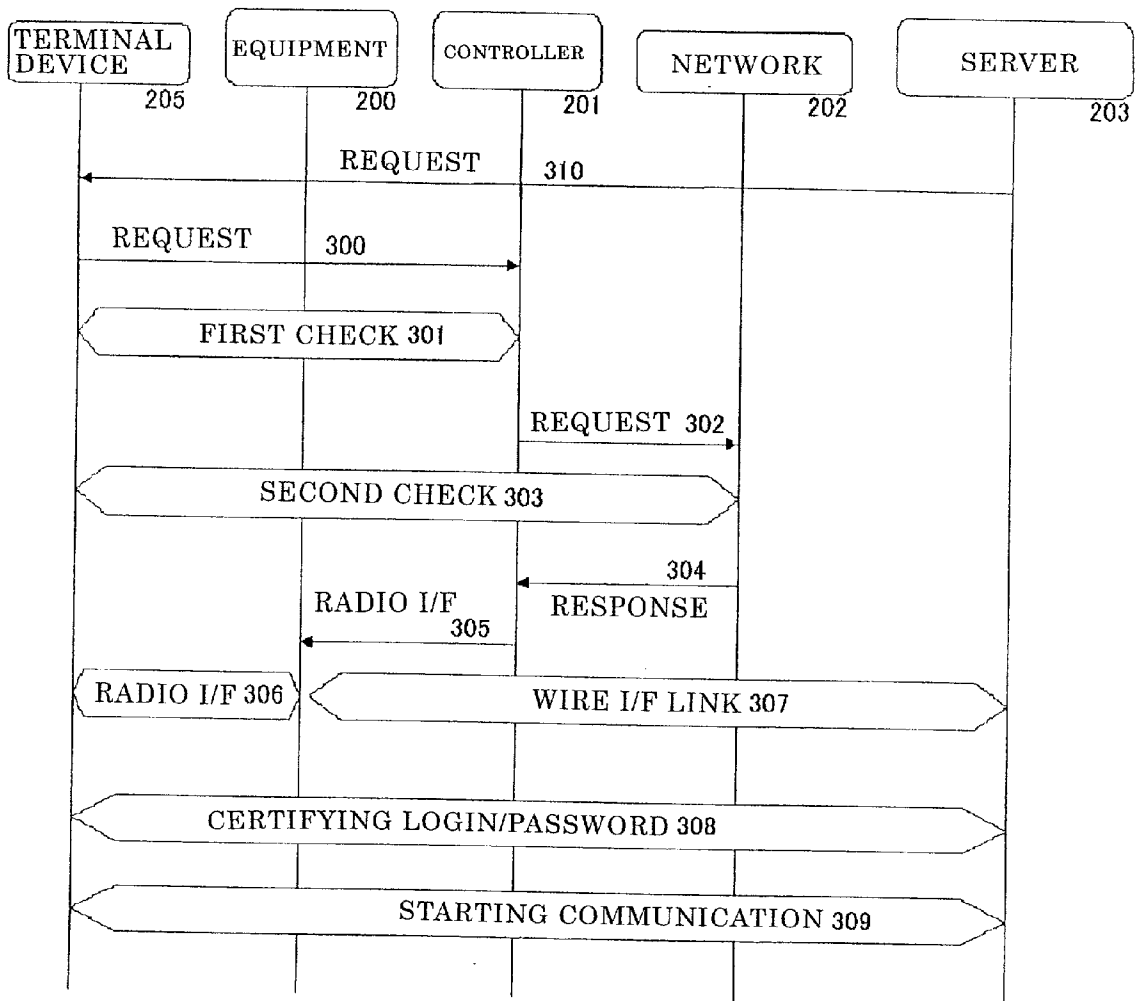 TERMINAL
DEVICE
205
EQUIPMENT
200
CONTROLLER
201
NETWORK
202
SERVER
203
REQUEST 310
REQUEST 300
FIRST CHECK 301
REQUEST 302
SECOND CHECK 303
304
RESPONSE
RADIO I/F
305
RADIO I/F 306
WIRE I/F LINK 307
CERTIFYING LOGIN/PASSWORD 308
STARTING COMMUNICATION 309